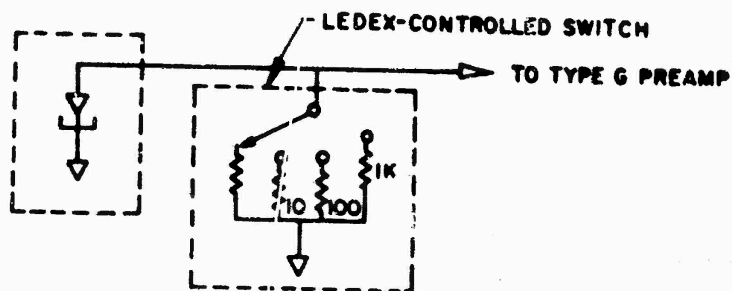 LEDEX-CONTROLLED SWITCH
TO TYPE G PREAMP
1K
10 100